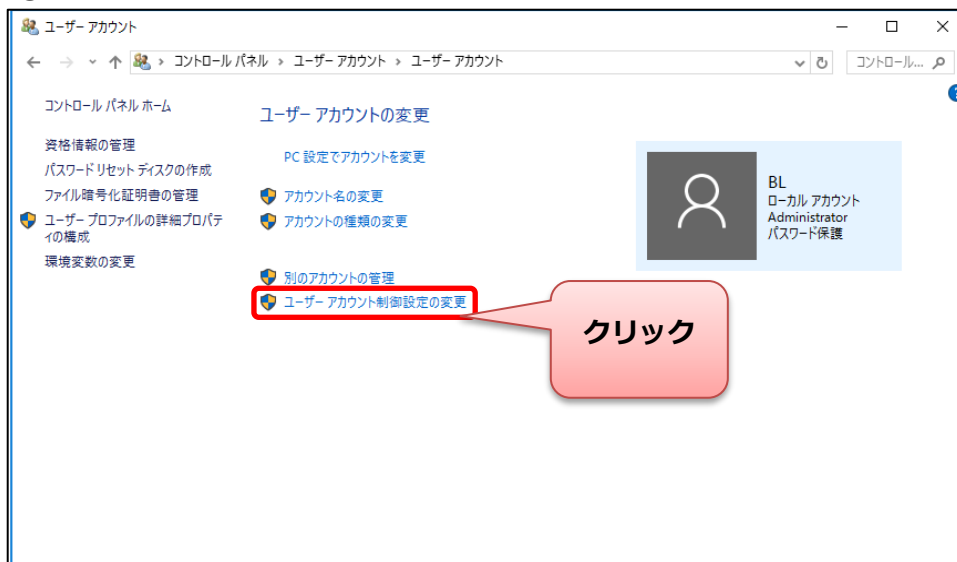 ユーザー アカウント
コントロール パネル › ユーザー アカウント › ユーザー アカウント
コントロール...
コントロール パネル ホーム
資格情報の管理
パスワード リセット ディスクの作成
ファイル暗号化証明書の管理
ユーザー プロファイルの詳細プロパテ
ィの構成
環境変数の変更
ユーザー アカウントの変更
PC 設定でアカウントを変更
アカウント名の変更
アカウントの種類の変更
別のアカウントの管理
ユーザー アカウント制御設定の変更
BL
ローカル アカウント
Administrator
パスワード保護
クリック